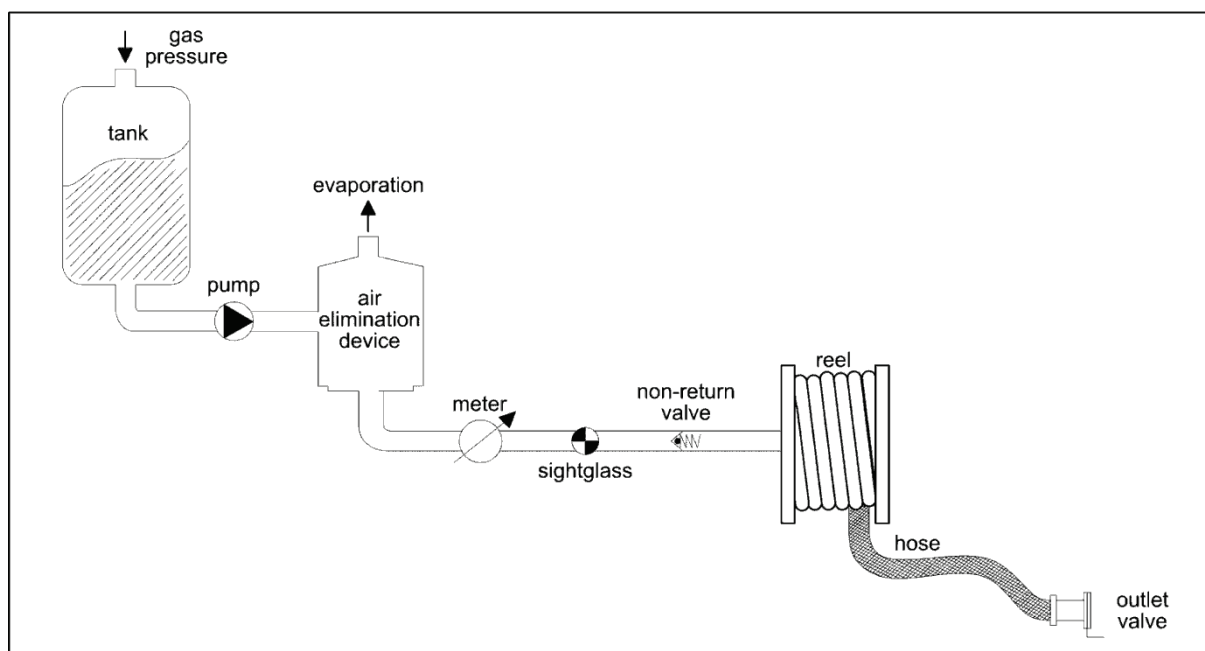 gas
pressure
tank
evaporation
pump
air
elimination
device
meter
sightglass
non-return
valve
reel
hose
outlet
valve